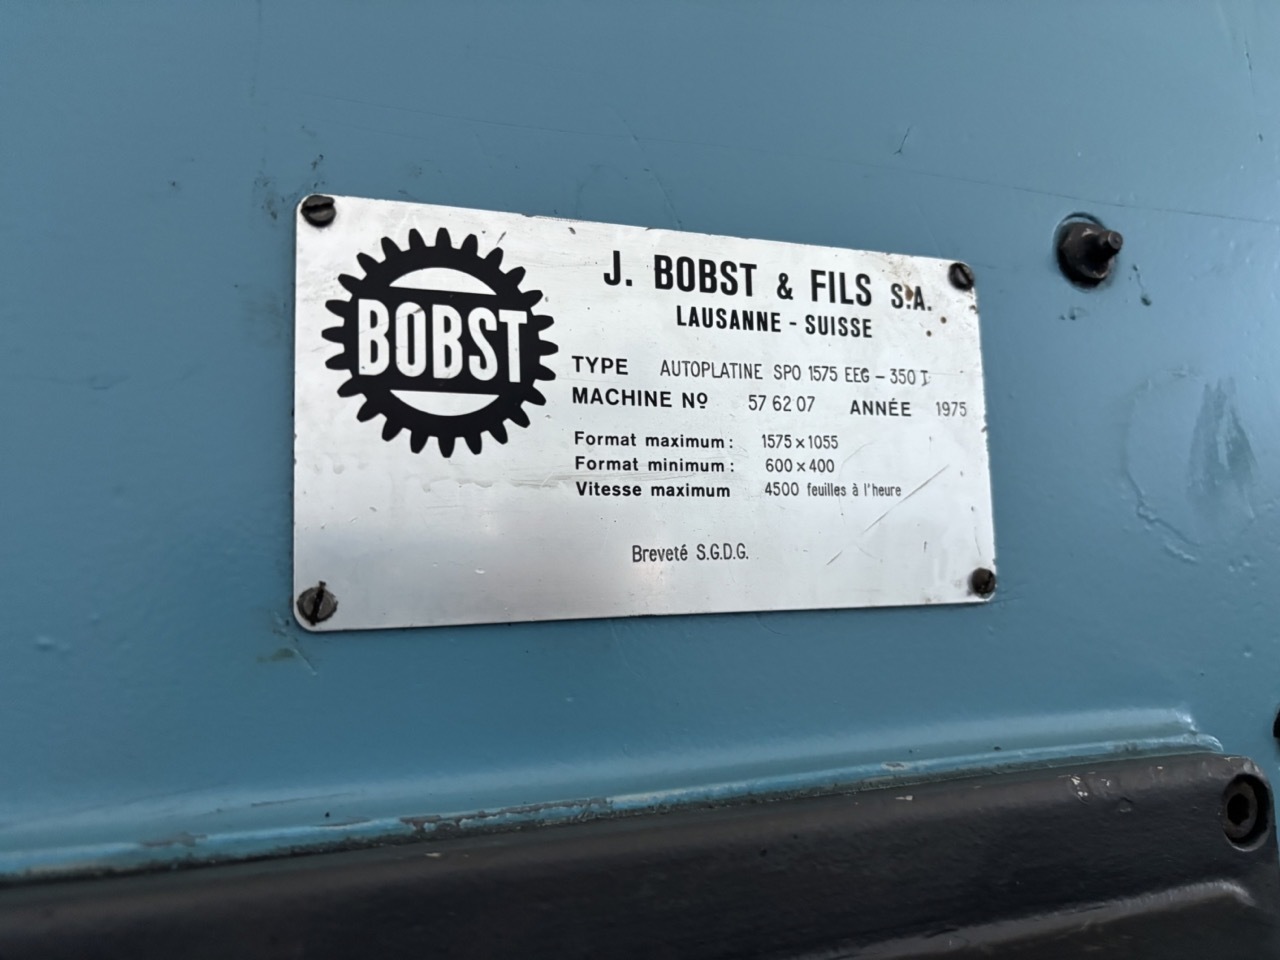 BOBST
J. BOBST & FILS S.A.
LAUSANNE - SUISSE
TYPE AUTOPLATINE SPO 1575 EEG - 350 T
MACHINE Nº 57 62 07 ANNÉE 1975
Format maximum: 1575 x 1055
Format minimum: 600 x 400
Vitesse maximum 4500 feuilles à l'heure
Breveté S.G.D.G.